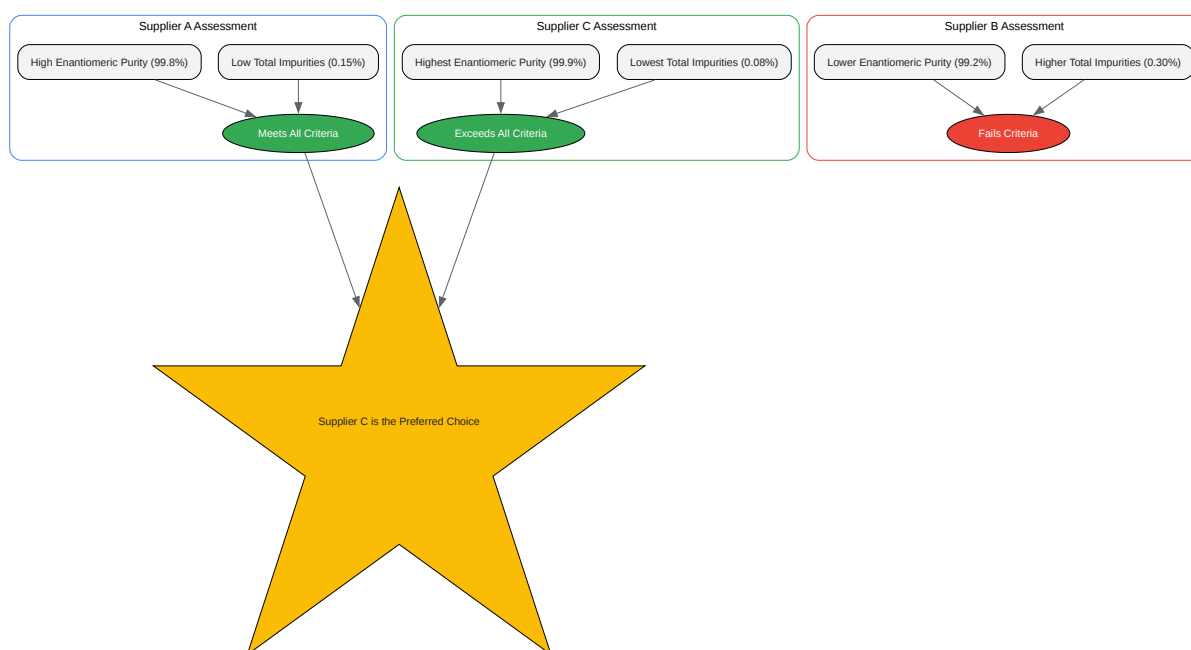 Supplier A Assessment
High Enantiomeric Purity (99.8%)
Low Total Impurities (0.15%)
Meets All Criteria
Supplier C Assessment
Highest Enantiomeric Purity (99.9%)
Lowest Total Impurities (0.08%)
Exceeds All Criteria
Supplier B Assessment
Lower Enantiomeric Purity (99.2%)
Higher Total Impurities (0.30%)
Fails Criteria
Supplier C is the Preferred Choice